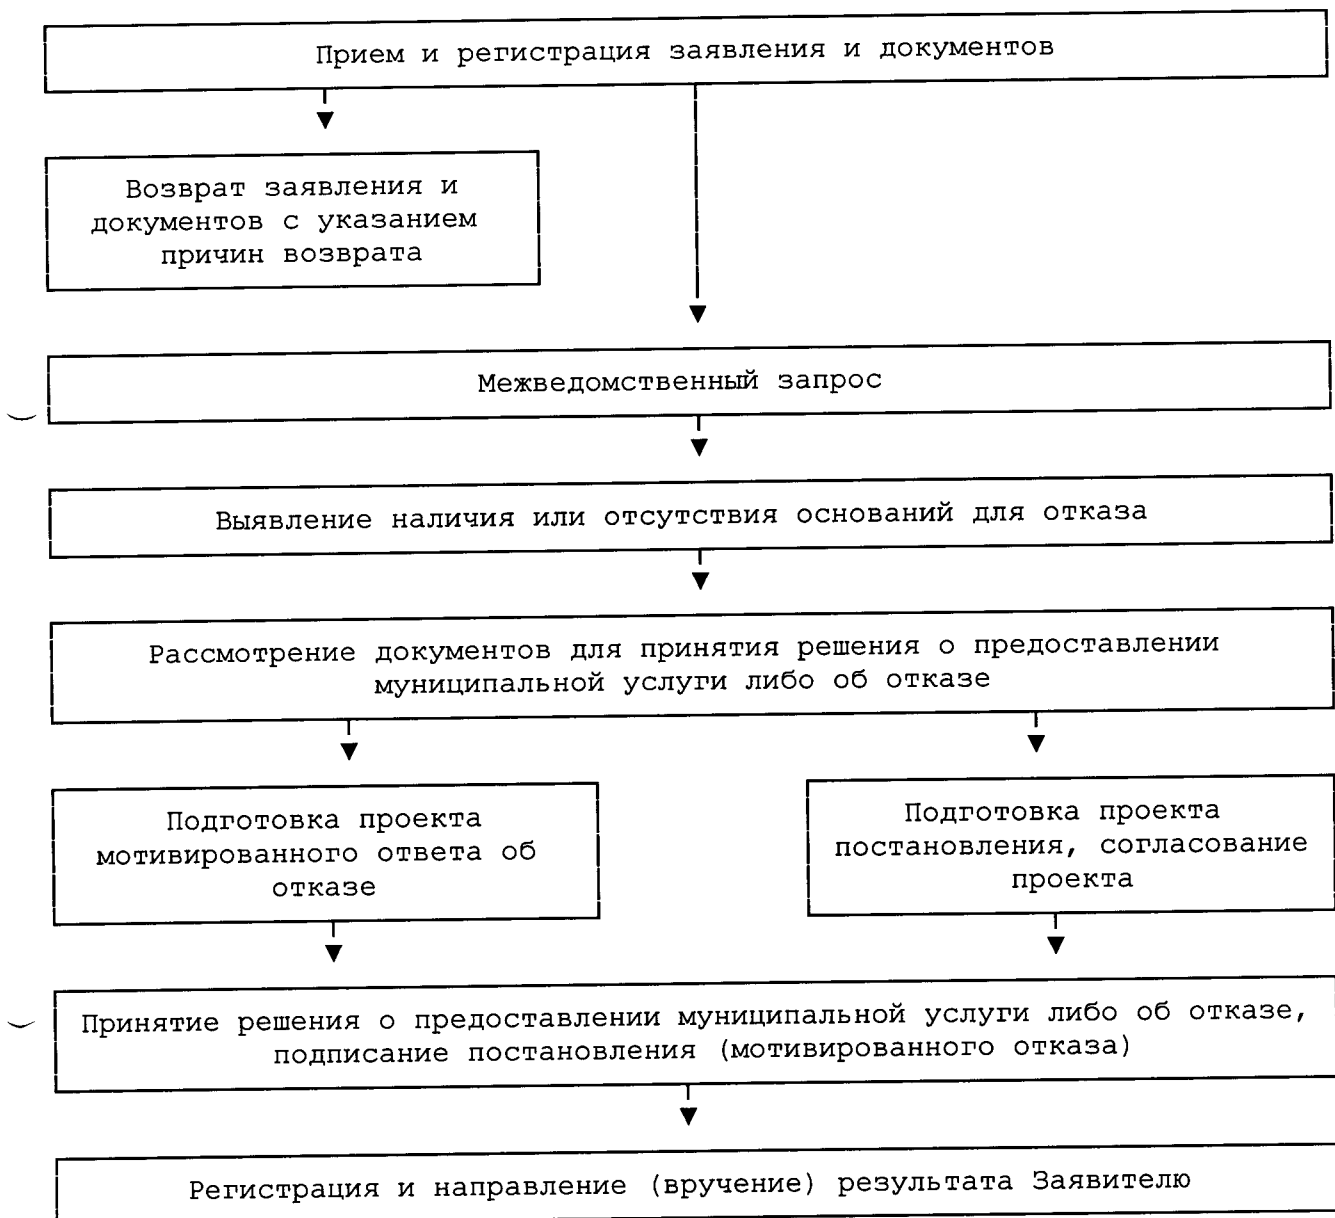 Прием и регистрация заявления и документов
Возврат заявления и
документов с указанием
причин возврата
Межведомственный запрос
Выявление наличия или отсутствия оснований для отказа
Рассмотрение документов для принятия решения о предоставлении
муниципальной услуги либо об отказе
Подготовка проекта
мотивированного ответа об
отказе
Подготовка проекта
постановления, согласование
проекта
Принятие решения о предоставлении муниципальной услуги либо об отказе,
подписание постановления (мотивированного отказа)
Регистрация и направление (вручение) результата Заявителю